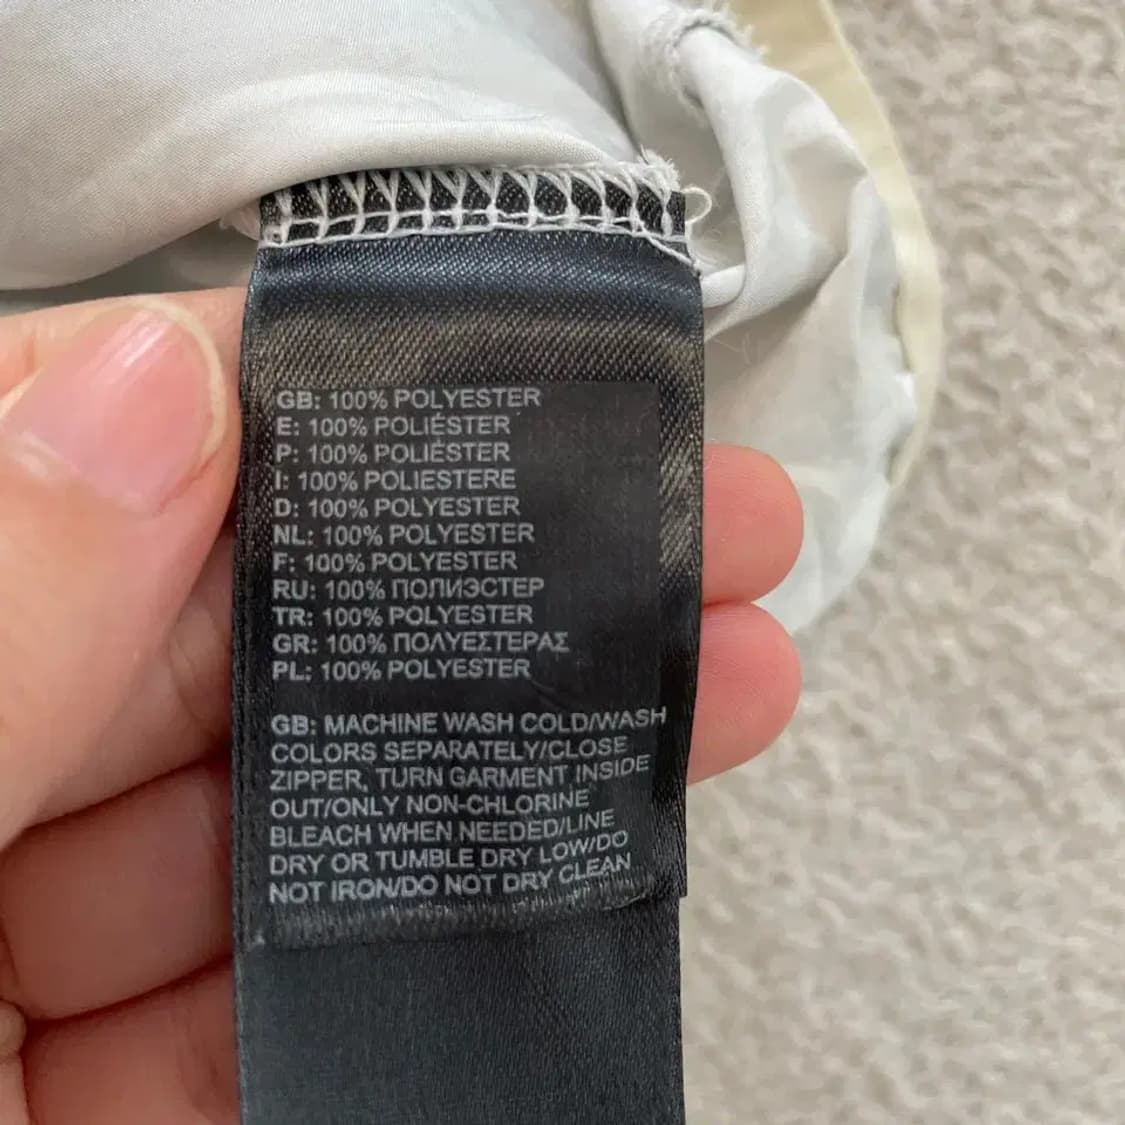 GB: 100% POLYESTER
E: 100% POLIÉSTER
P: 100% POLIÉSTER
I: 100% POLIESTERE
D: 100% POLYESTER
NL: 100% POLYESTER
F: 100% POLYESTER
RU: 100% ПОЛИЭСТЕР
TR: 100% POLYESTER
GR: 100% ΠΟΛΥΕΣΤΕΡΑΣ
PL: 100% POLYESTER
GB: MACHINE WASH COLD/WASH
COLORS SEPARATELY/CLOSE
ZIPPER, TURN GARMENT INSIDE
OUT/ONLY NON-CHLORINE
BLEACH WHEN NEEDED/LINE
DRY OR TUMBLE DRY LOW/DO
NOT IRON/DO NOT DRY CLEAN